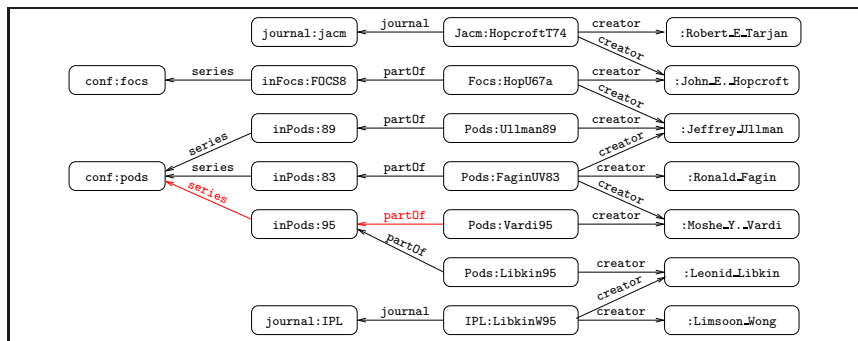 journal:jacm journal Jacm:HopcroftT74 creator :Robert_E_Tarjan
creator
conf:focs series inFocs:FOCS8 partOf Focs:HopU67a creator :John_E._Hopcroft
creator
inPods:89 partOf Pods:Ullman89 creator :Jeffrey_Ullman
series
creator
conf:pods series inPods:83 partOf Pods:FaginUV83 creator :Ronald_Fagin
series
creator
inPods:95 partOf Pods:Vardi95 creator :Moshe_Y._Vardi
partOf
Pods:Libkin95 creator :Leonid_Libkin
creator
journal:IPL journal IPL:LibkinW95 creator :Limsoon_Wong